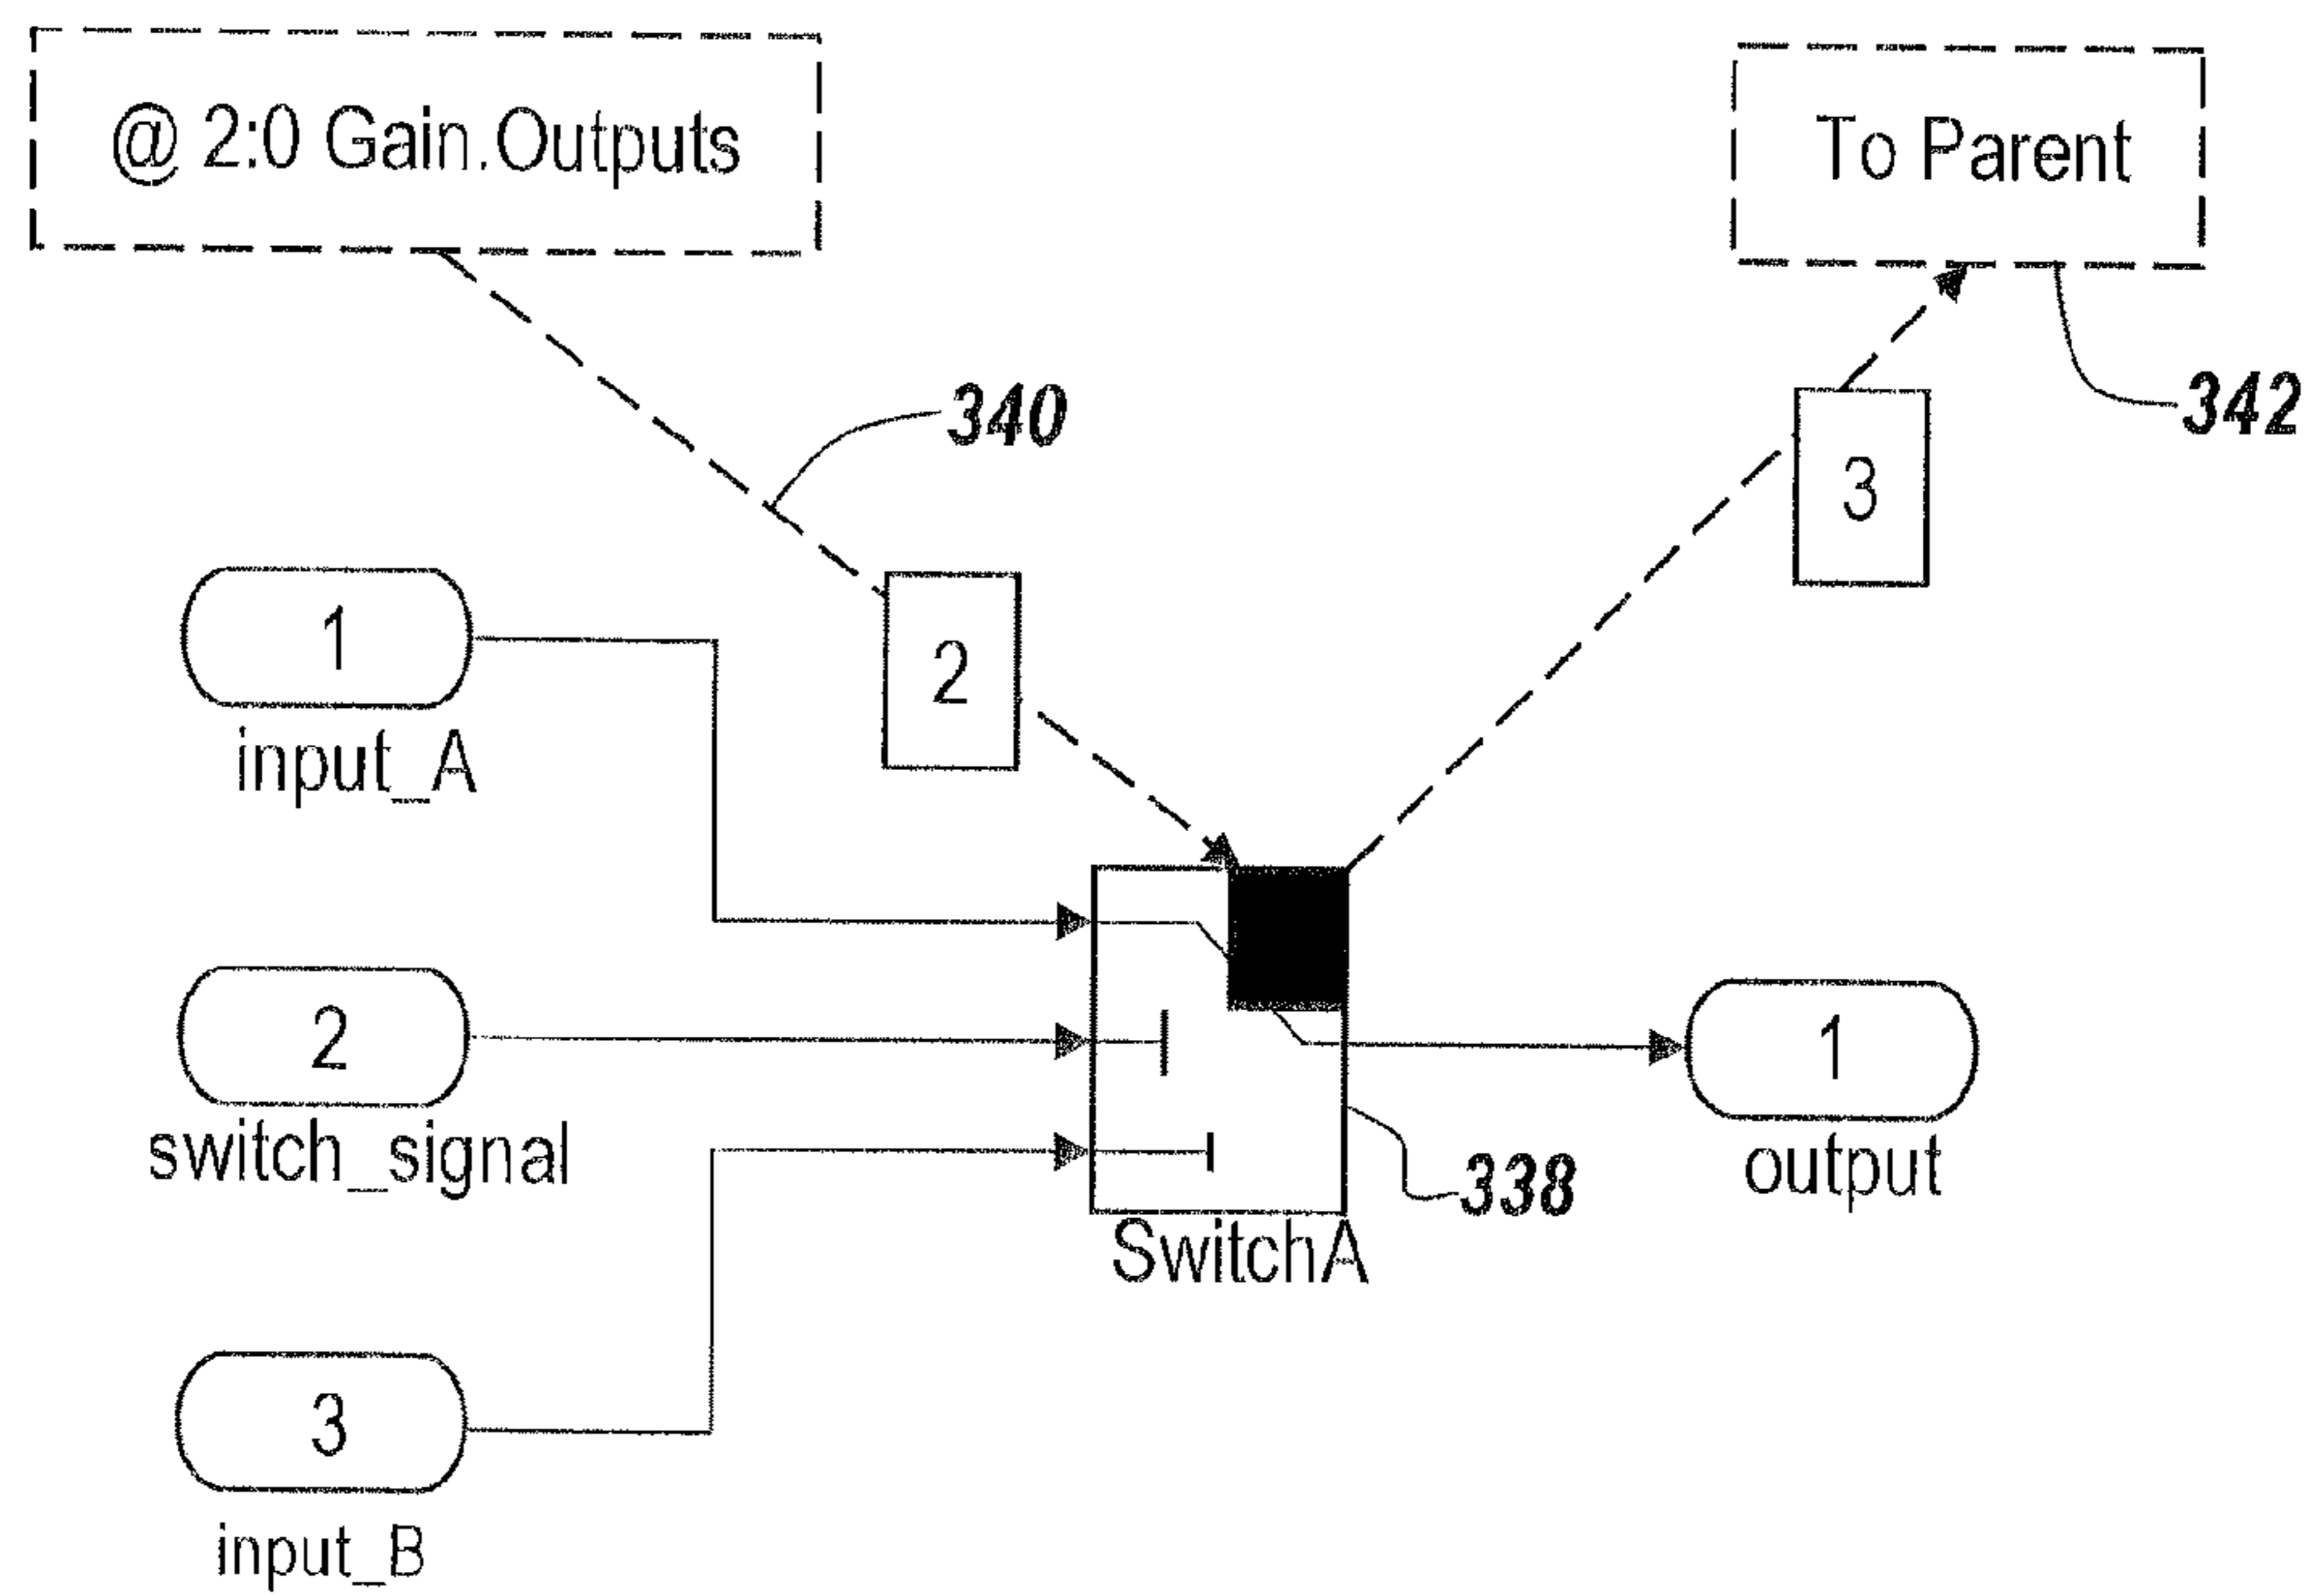 @ 2:0 Gain.Outputs
To Parent
340
342
3
1
2
input_A
2
1
switch_signal
338
output
SwitchA
3
input_B